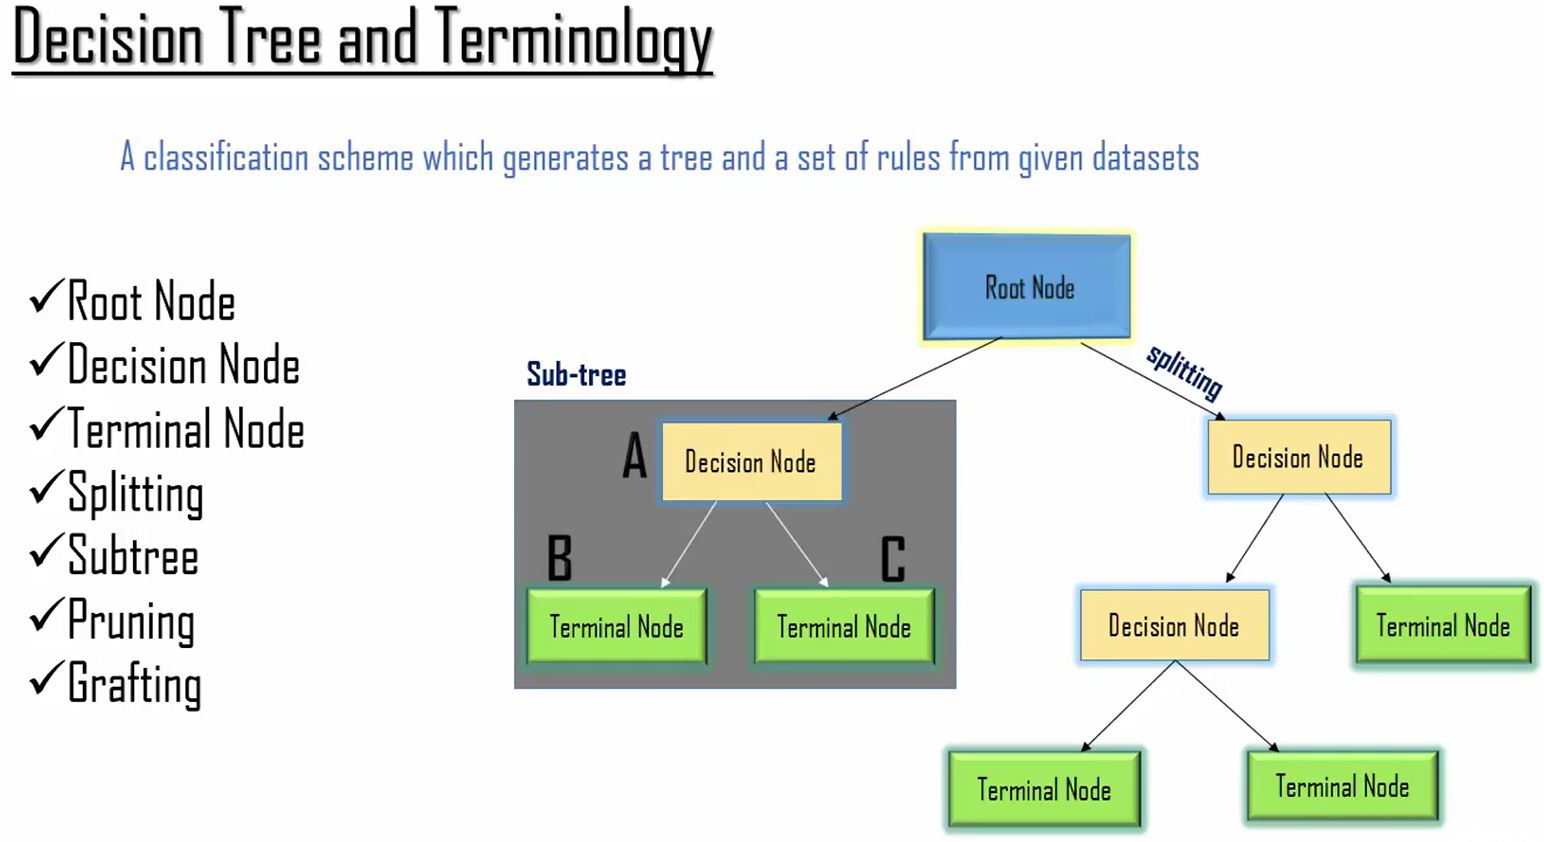 Decision Tree and Terminology
A classification scheme which generates a tree and a set of rules from given datasets
✓Root Node
✓Decision Node
✓Terminal Node
✓Splitting
✓Subtree
✓Pruning
✓Grafting
Root Node
splitting
Sub-tree
A
Decision Node
Decision Node
B
C
Terminal Node
Terminal Node
Decision Node
Terminal Node
Terminal Node
Terminal Node